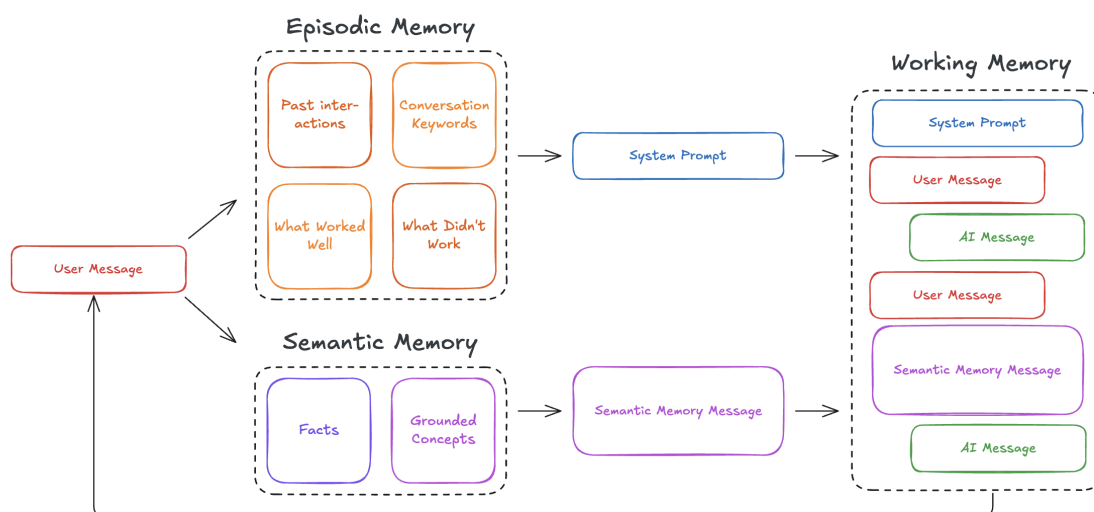 Episodic Memory
Past inter-
actions
Conversation
Keywords
What Worked
Well
What Didn't
Work
User Message
Semantic Memory
Facts
Grounded
Concepts
System Prompt
Semantic Memory Message
Working Memory
System Prompt
User Message
AI Message
User Message
Semantic Memory Message
AI Message